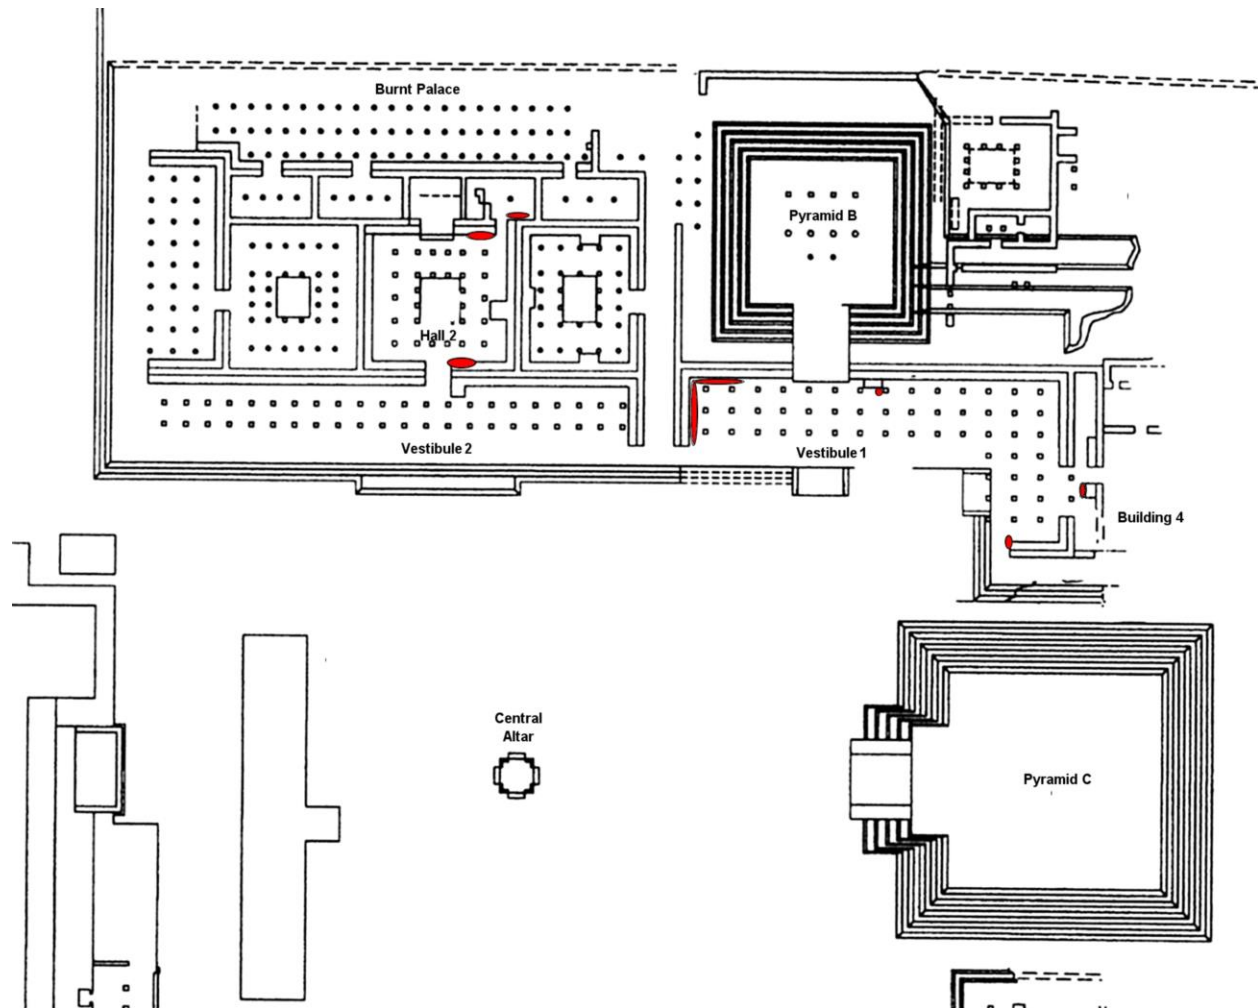 Burnt Palace
Pyramid B
Hall 2
Vestibule 2
Vestibule 1
Building 4
Central
Altar
Pyramid C